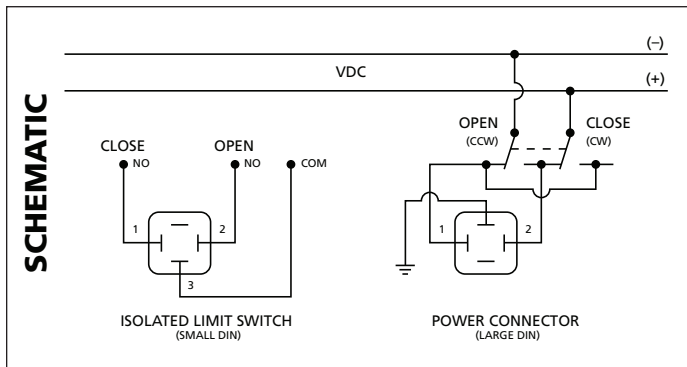 SCHEMATIC
(–)
VDC
(+)
CLOSE
NO
OPEN
NO
COM
OPEN
(CCW)
CLOSE
(CW)
1
2
3
1
2
ISOLATED LIMIT SWITCH
(SMALL DIN)
POWER CONNECTOR
(LARGE DIN)